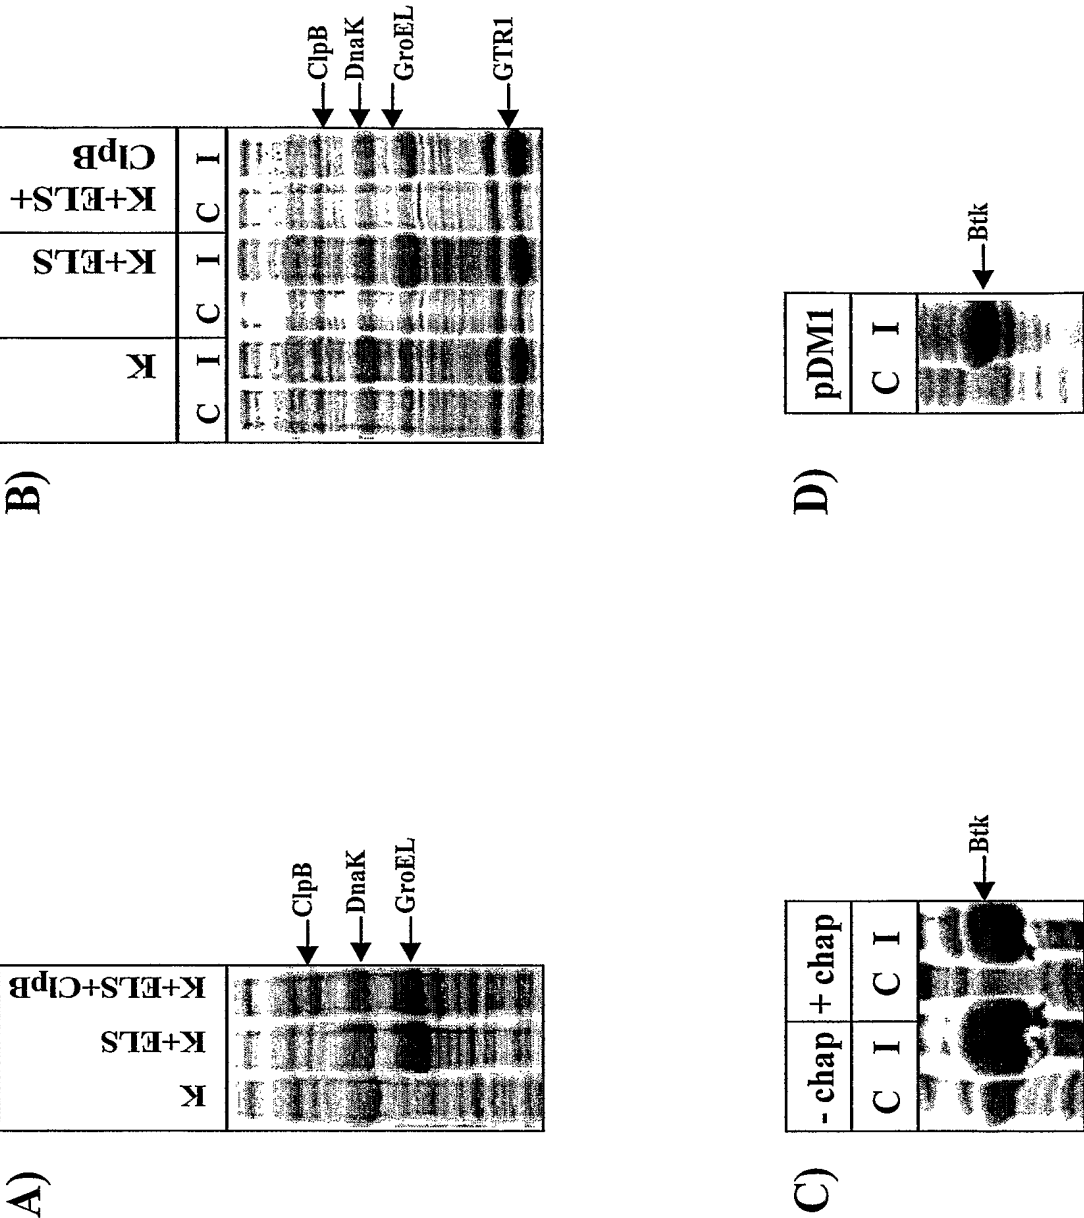 A)
K
K+ELS
K+ELS+ClpB
ClpB
DnaK
GroEL
B)
K
K+ELS
K+ELS+
ClpB
C I C I C I
ClpB
DnaK
GroEL
GTR1
C)
- chap + chap
C I C I
Btk
D)
pDM1
C I
Btk